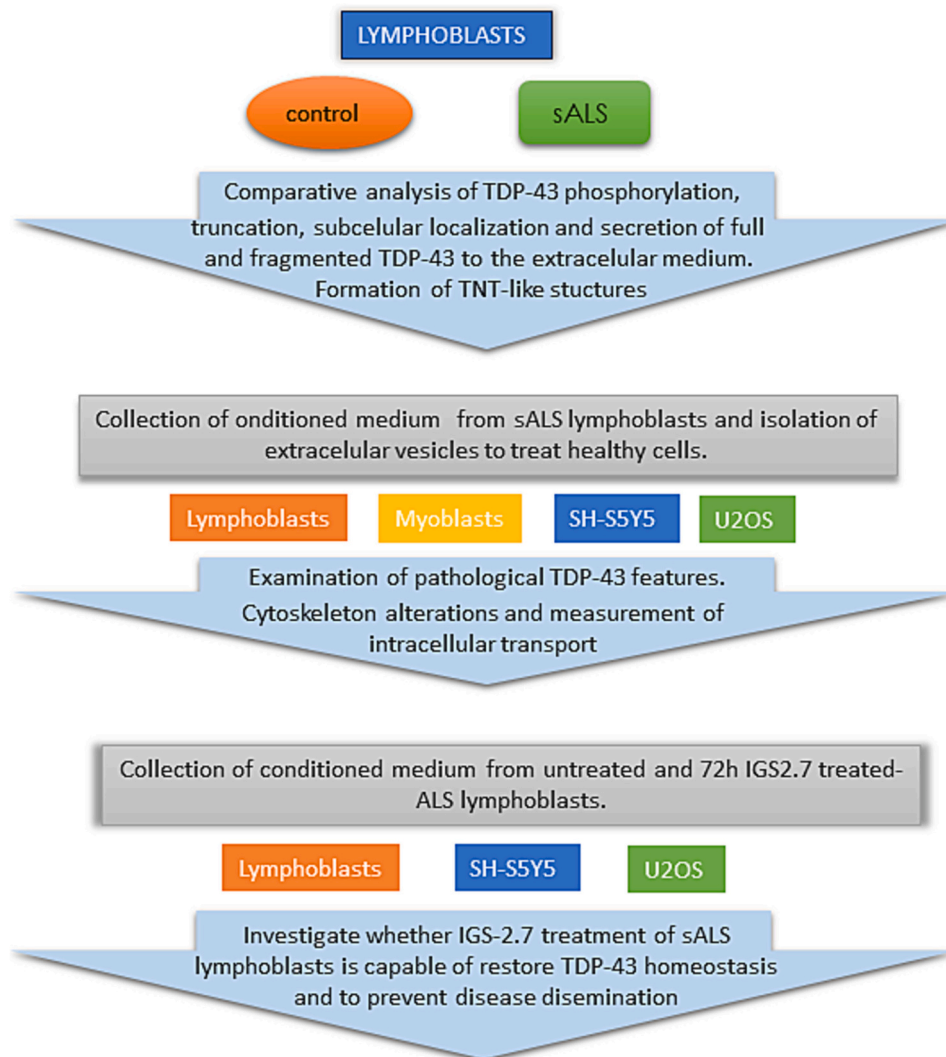 LYMPHOBLASTS
control
sALS
Comparative analysis of TDP-43 phosphorylation,
truncation, subcelular localization and secretion of full
and fragmented TDP-43 to the extracelular medium.
Formation of TNT-like stuctures
Collection of onditioned medium from sALS lymphoblasts and isolation of
extracelular vesicles to treat healthy cells.
Lymphoblasts
Myoblasts
SH-S5Y5
U2OS
Examination of pathological TDP-43 features.
Cytoskeleton alterations and measurement of
intracellular transport
Collection of conditioned medium from untreated and 72h IGS2.7 treated-
ALS lymphoblasts.
Lymphoblasts
SH-S5Y5
U2OS
Investigate whether IGS-2.7 treatment of sALS
lymphoblasts is capable of restore TDP-43 homeostasis
and to prevent disease disemination